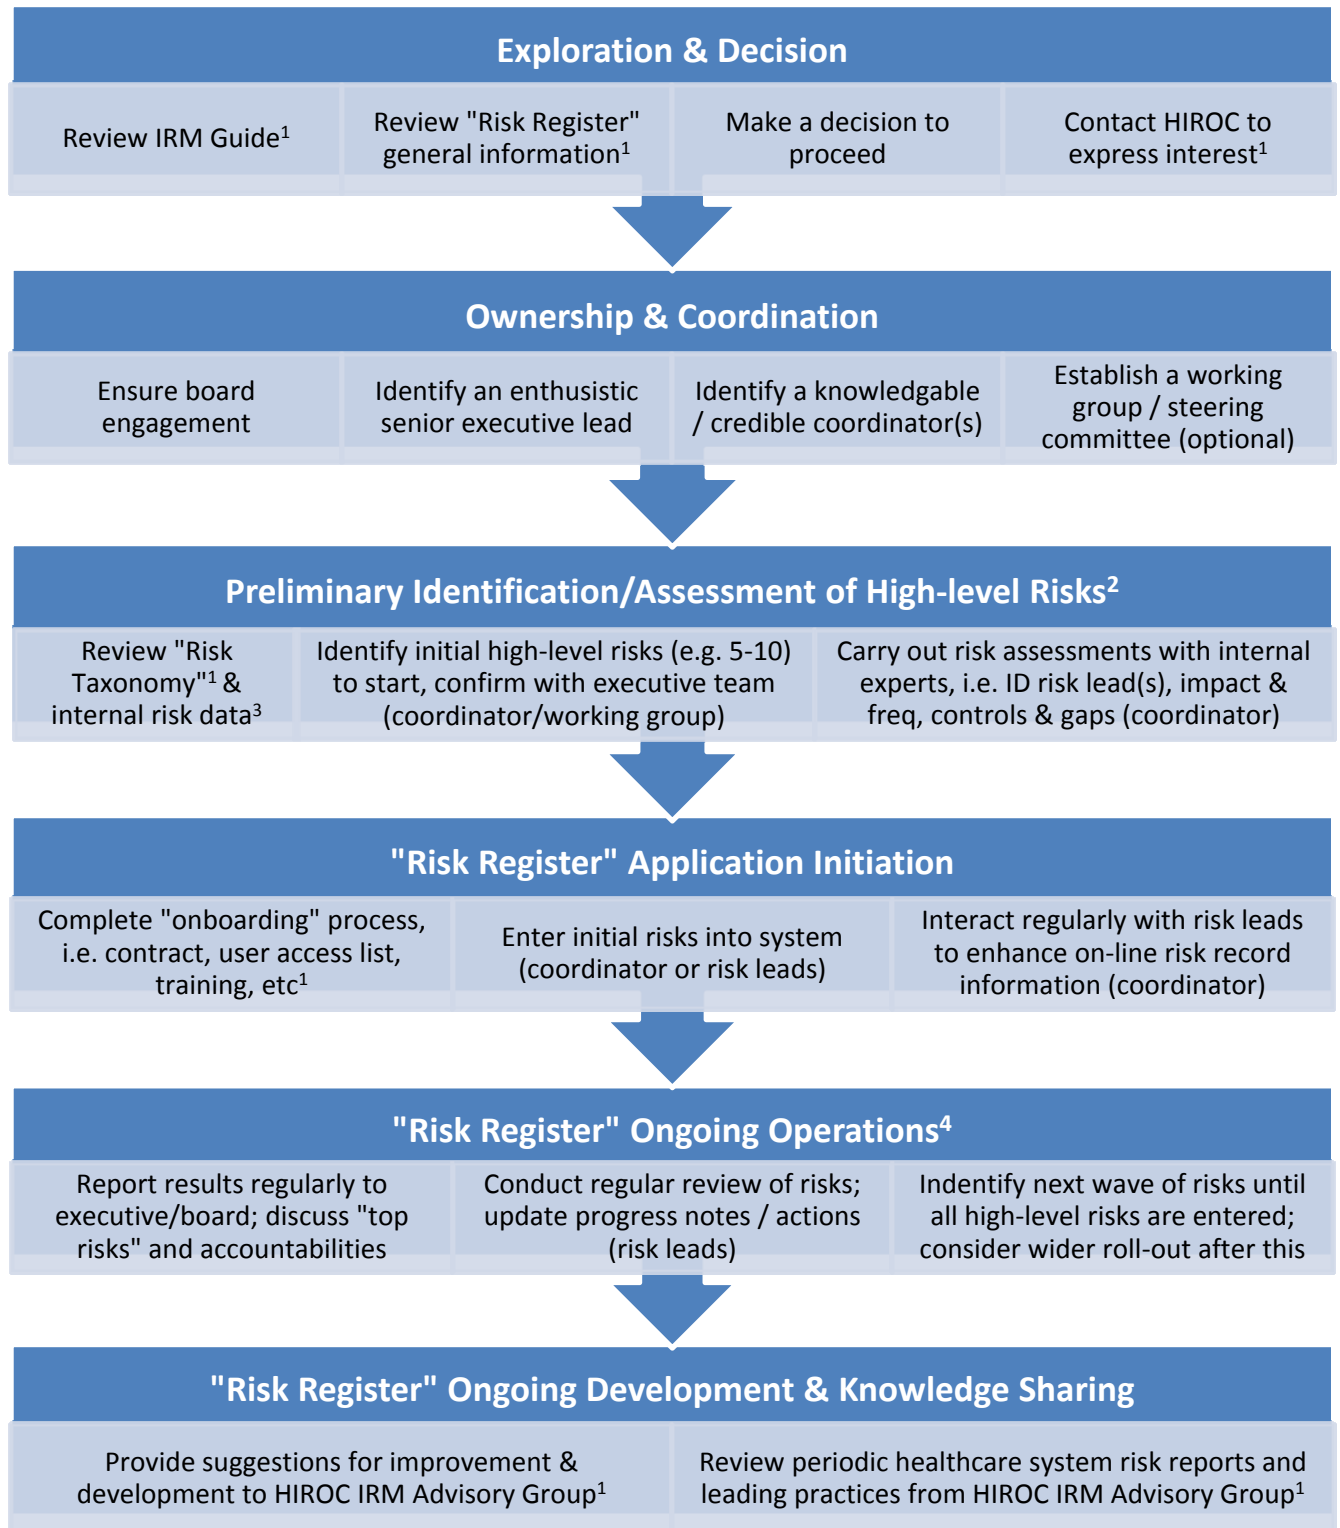 Exploration & Decision
Review IRM Guide¹
Review "Risk Register"
general information¹
Make a decision to
proceed
Contact HIROC to
express interest¹
Ownership & Coordination
Ensure board
engagement
Identify an enthusistic
senior executive lead
Identify a knowledgable
/ credible coordinator(s)
Establish a working
group / steering
committee (optional)
Preliminary Identification/Assessment of High-level Risks²
Review "Risk
Taxonomy"¹ &
internal risk data³
Identify initial high-level risks (e.g. 5-10)
to start, confirm with executive team
(coordinator/working group)
Carry out risk assessments with internal
experts, i.e. ID risk lead(s), impact &
freq, controls & gaps (coordinator)
"Risk Register" Application Initiation
Complete "onboarding" process,
i.e. contract, user access list,
training, etc¹
Enter initial risks into system
(coordinator or risk leads)
Interact regularly with risk leads
to enhance on-line risk record
information (coordinator)
"Risk Register" Ongoing Operations⁴
Report results regularly to
executive/board; discuss "top
risks" and accountabilities
Conduct regular review of risks;
update progress notes / actions
(risk leads)
Indentify next wave of risks until
all high-level risks are entered;
consider wider roll-out after this
"Risk Register" Ongoing Development & Knowledge Sharing
Provide suggestions for improvement &
development to HIROC IRM Advisory Group¹
Review periodic healthcare system risk reports and
leading practices from HIROC IRM Advisory Group¹